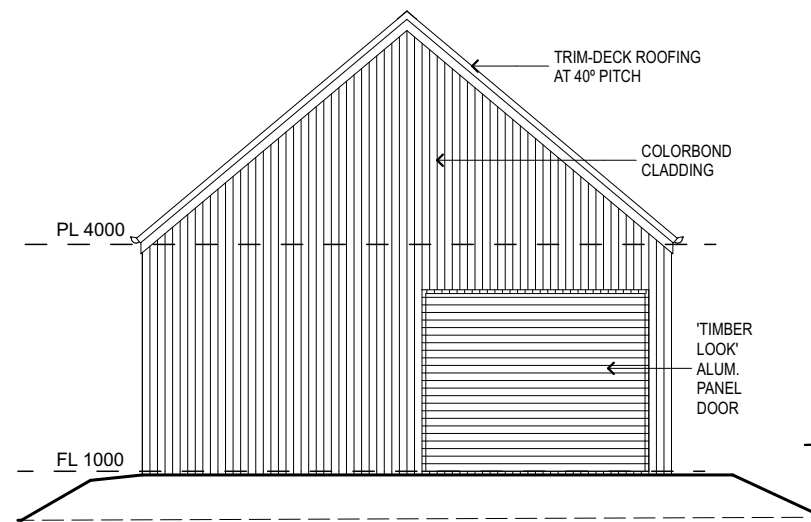 TRIM-DECK ROOFING
AT 40º PITCH
COLORBOND
CLADDING
PL 4000
'TIMBER
LOOK'
ALUM.
PANEL
DOOR
FL 1000